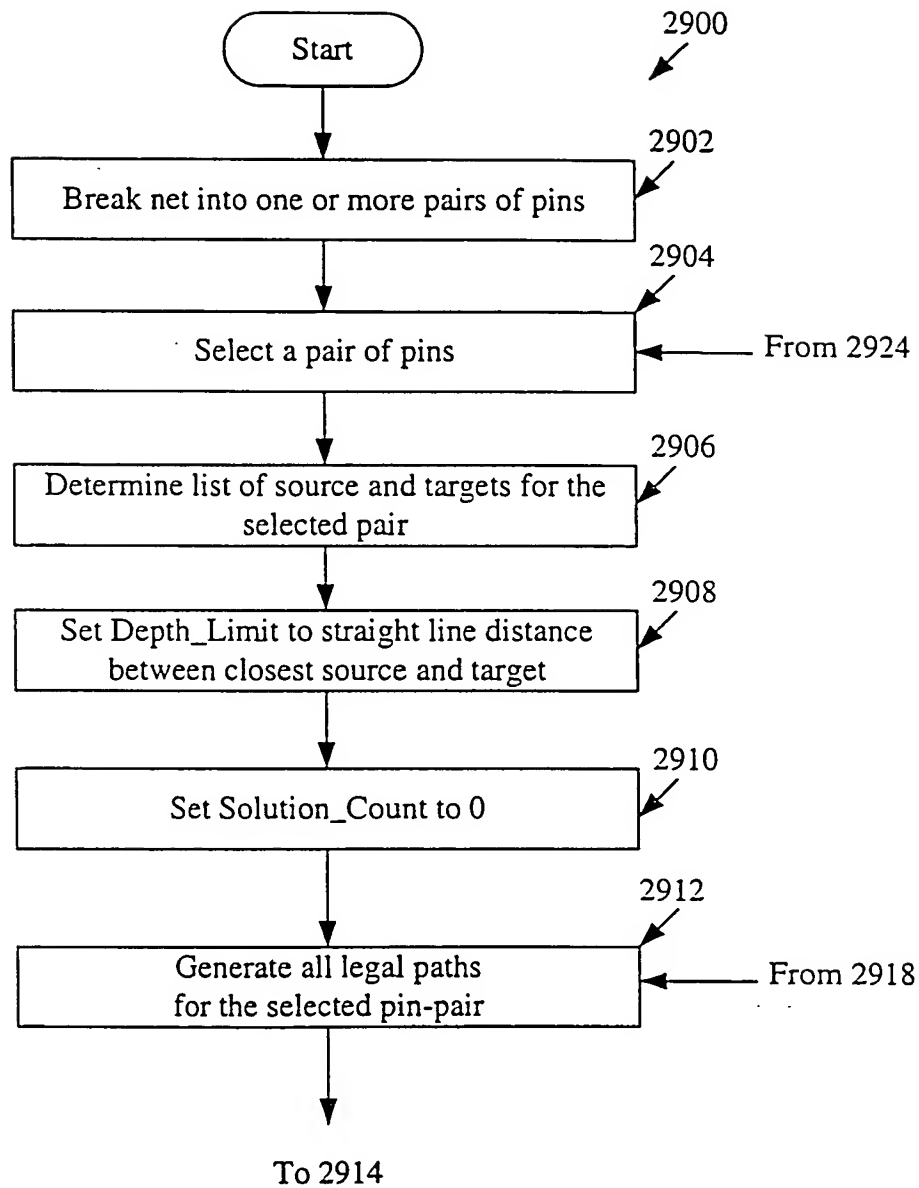 Start
2900
2902
Break net into one or more pairs of pins
2904
Select a pair of pins
From 2924
2906
Determine list of source and targets for the
selected pair
2908
Set Depth_Limit to straight line distance
between closest source and target
2910
Set Solution_Count to 0
2912
Generate all legal paths
for the selected pin-pair
From 2918
To 2914